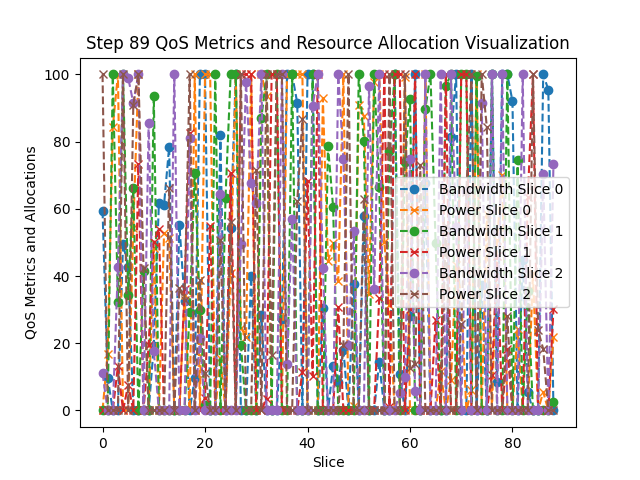 Step 89 QoS Metrics and Resource Allocation Visualization
QoS Metrics and Allocations
100
80
60
40
20
0
Bandwidth Slice 0
Power Slice 0
Bandwidth Slice 1
Power Slice 1
Bandwidth Slice 2
Power Slice 2
0 20 40 60 80
Slice